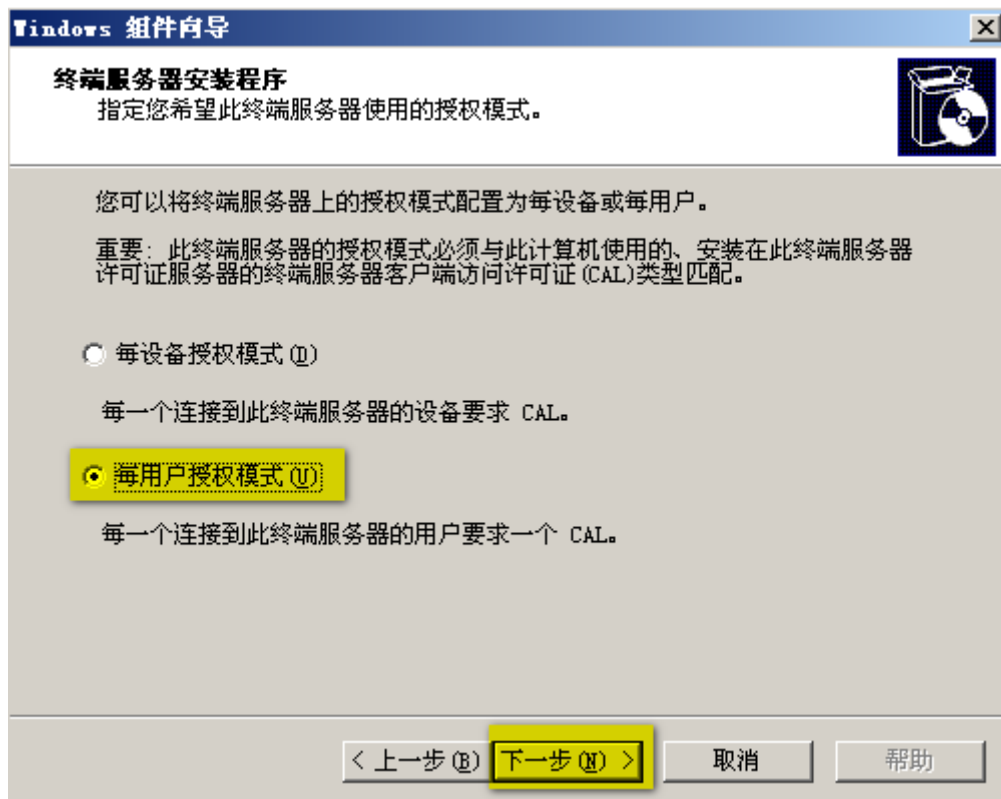 Windows 组件向导
终端服务器安装程序
指定您希望此终端服务器使用的授权模式。
您可以将终端服务器上的授权模式配置为每设备或每用户。
重要: 此终端服务器的授权模式必须与此计算机使用的、安装在此终端服务器
许可证服务器的终端服务器客户端访问许可证(CAL)类型匹配。
每设备授权模式(D)
每一个连接到此终端服务器的设备要求 CAL。
每用户授权模式(U)
每一个连接到此终端服务器的用户要求一个 CAL。
< 上一步(B) 下一步(N) > 取消 帮助